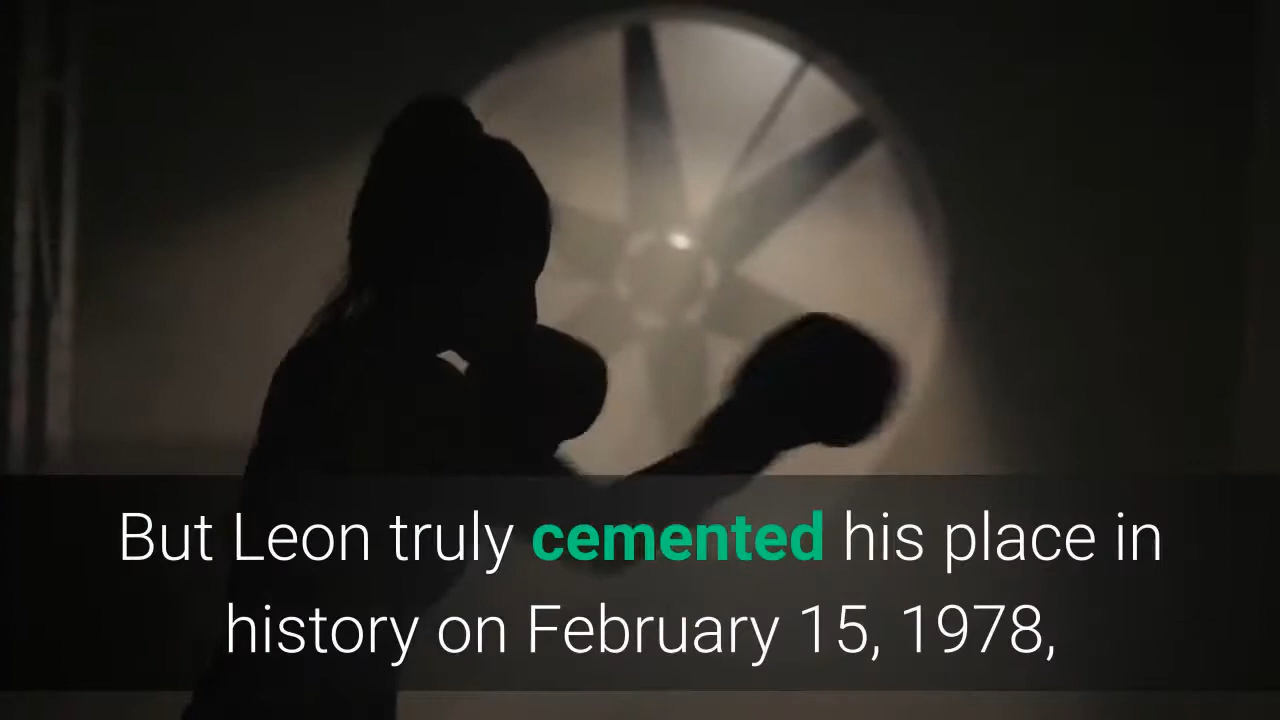 But Leon truly cemented his place in
history on February 15, 1978,